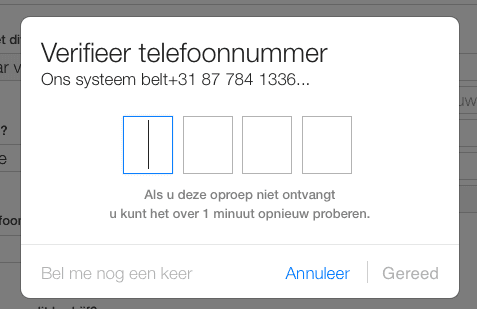 Verifieer telefoonnummer
Ons systeem belt+31 87 784 1336...
Als u deze oproep niet ontvangt
u kunt het over 1 minuut opnieuw proberen.
Bel me nog een keer
Annuleer
Gereed